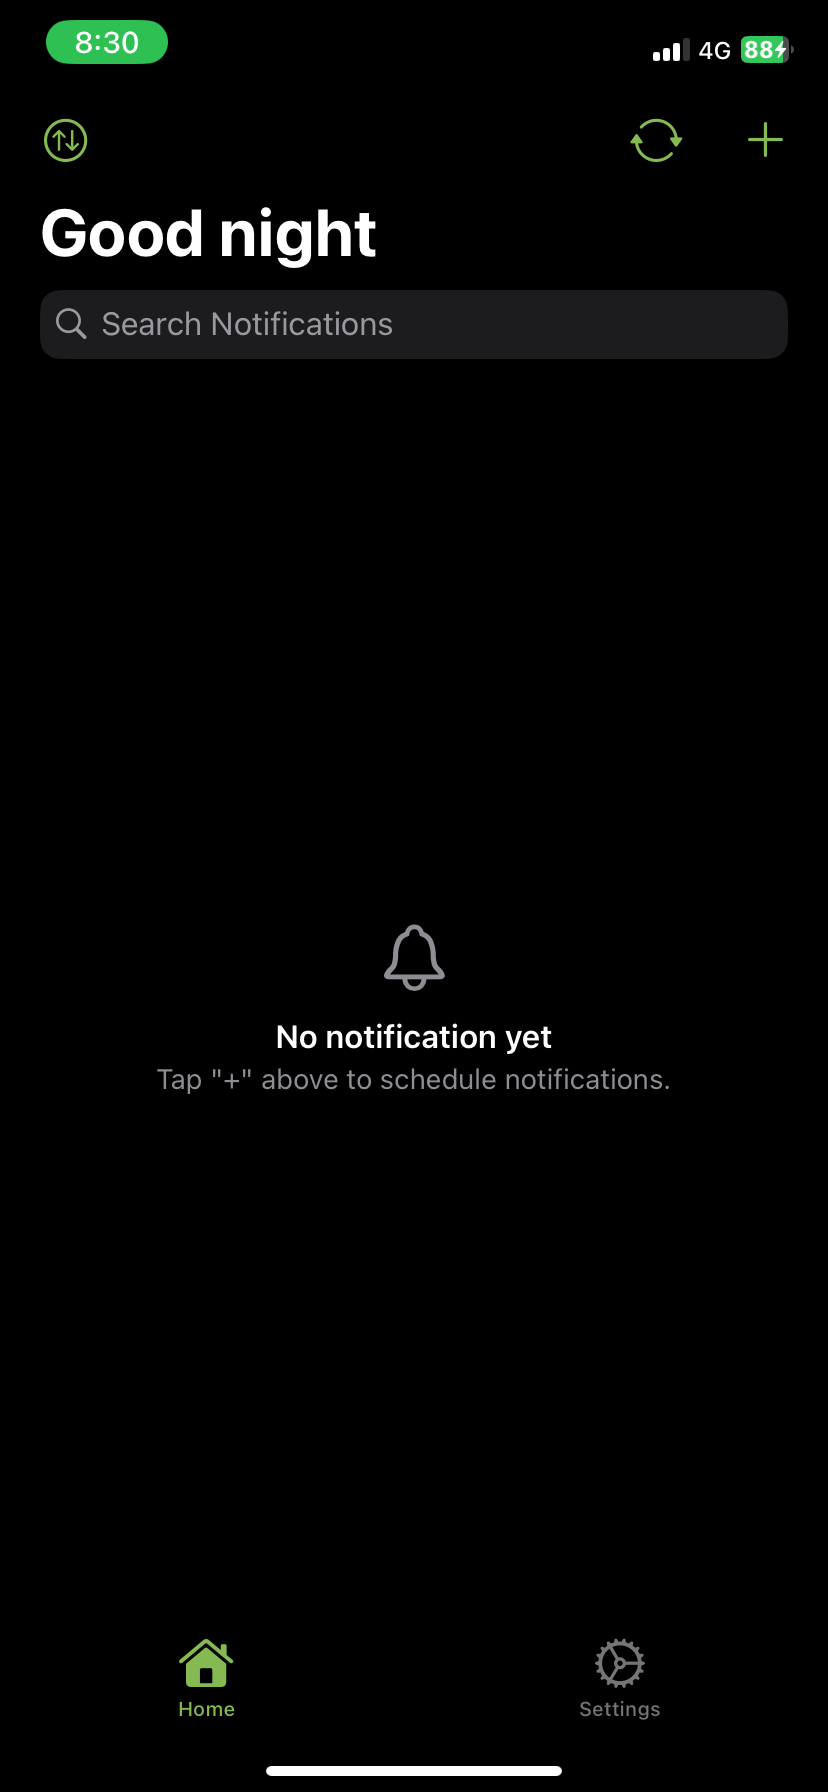 8:30
4G
88
Good night
Search Notifications
No notification yet
Tap "+" above to schedule notifications.
Home
Settings